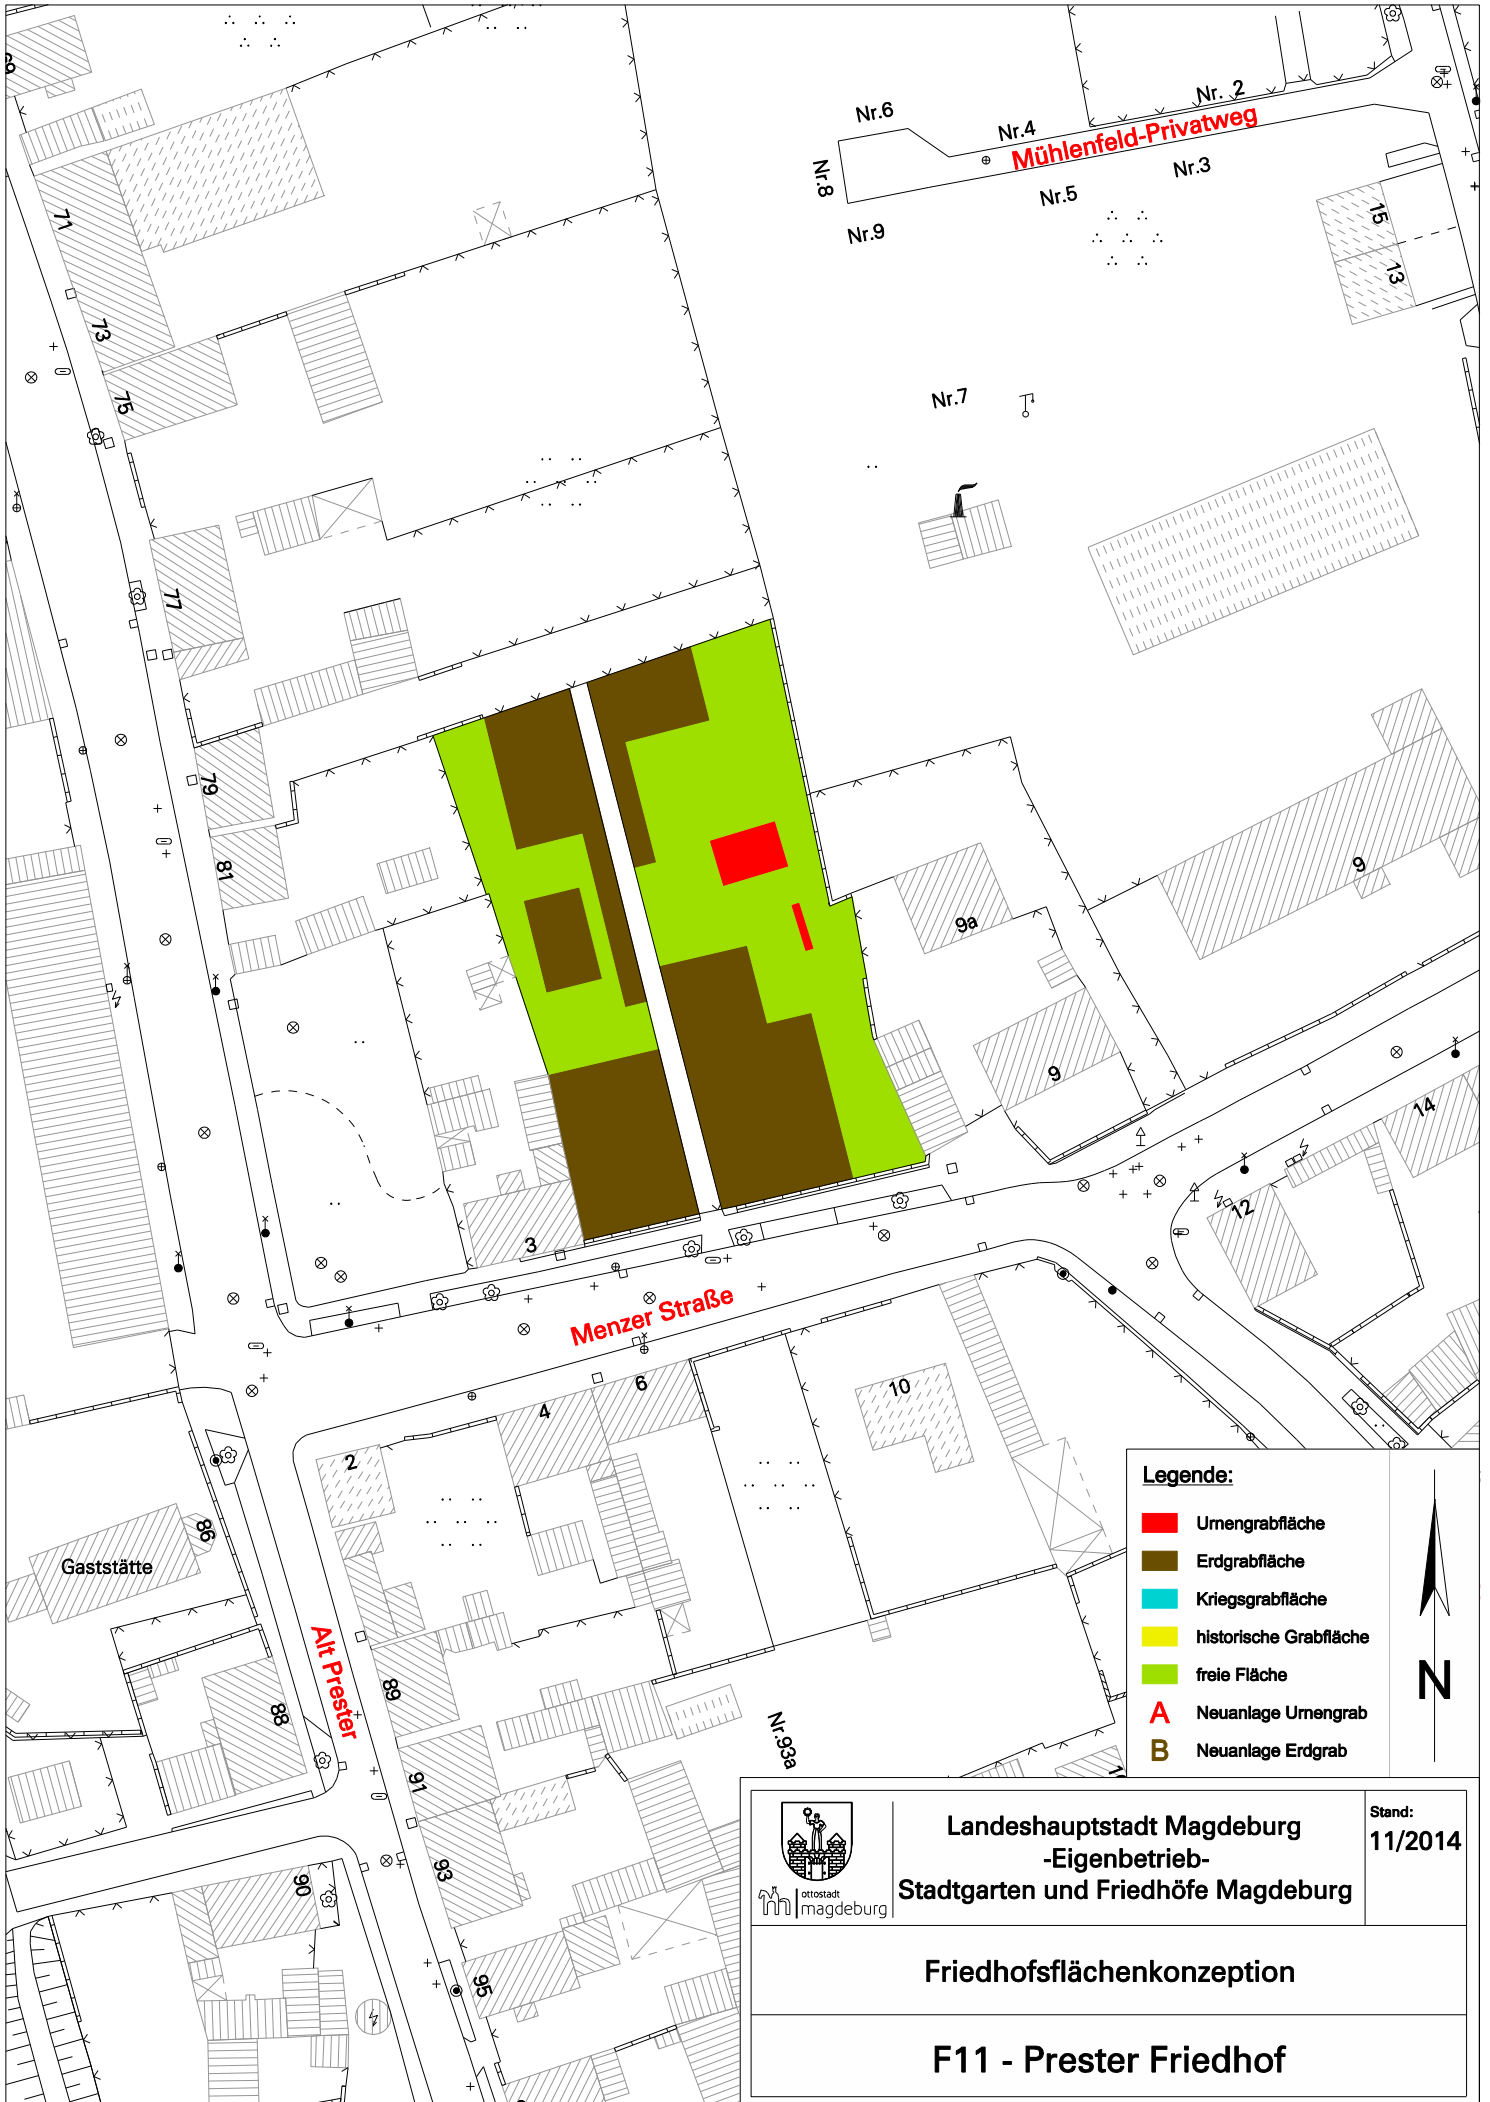 69
71
73
75
77
79
81
Nr.6
Nr.4
Nr. 2
Mühlenfeld-Privatweg
Nr.8
Nr.3
Nr.5
Nr.9
15
13
Nr.7
9
9a
9
14
12
3
Menzer Straße
10
6
4
2
86
Gaststätte
Alt Prester
88
89
91
93
Nr.93a
90
95
Legende:
Urnengrabfläche
Erdgrabfläche
Kriegsgrabfläche
historische Grabfläche
freie Fläche
A Neuanlage Urnengrab
B Neuanlage Erdgrab
N
ottostadt
magdeburg
Landeshauptstadt Magdeburg
-Eigenbetrieb-
Stadtgarten und Friedhöfe Magdeburg
Stand:
11/2014
Friedhofsflächenkonzeption
F11 - Prester Friedhof